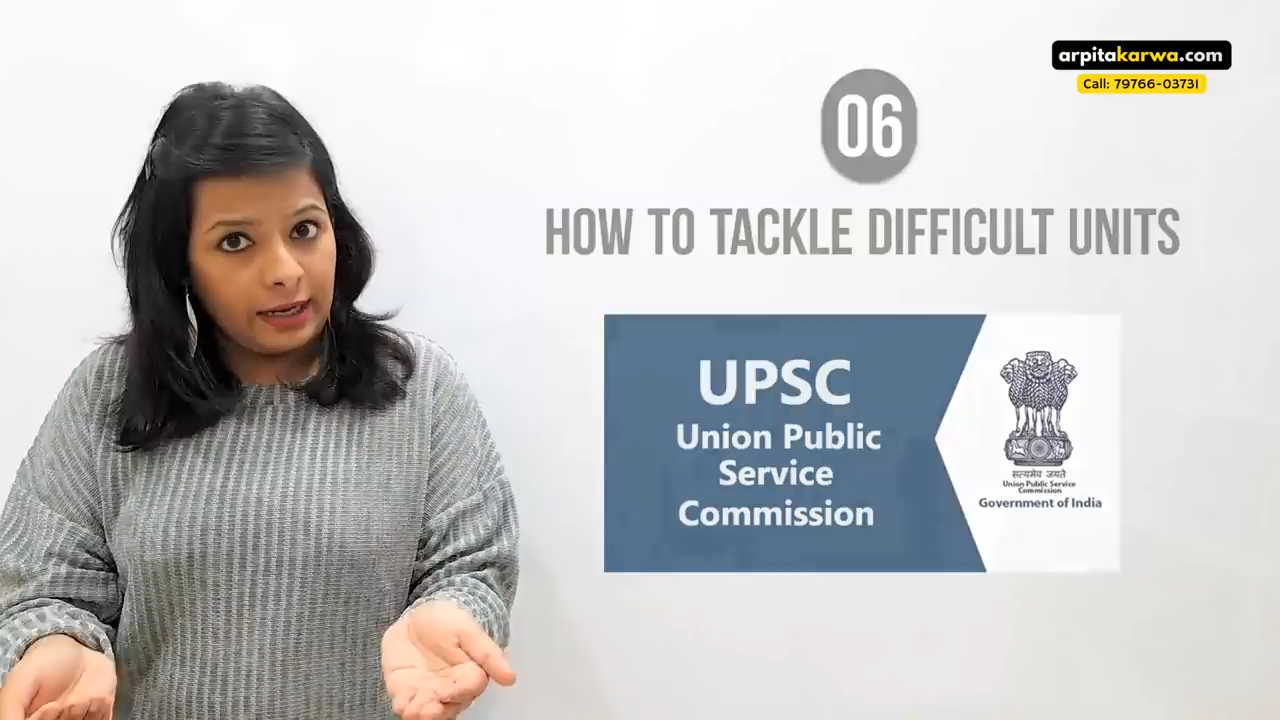 arpitakarwa.com
Call: 79766-03731
06
HOW TO TACKLE DIFFICULT UNITS
UPSC
Union Public
Service
Commission
सत्यमेव जयते
Union Public Service
Commission
Government of India